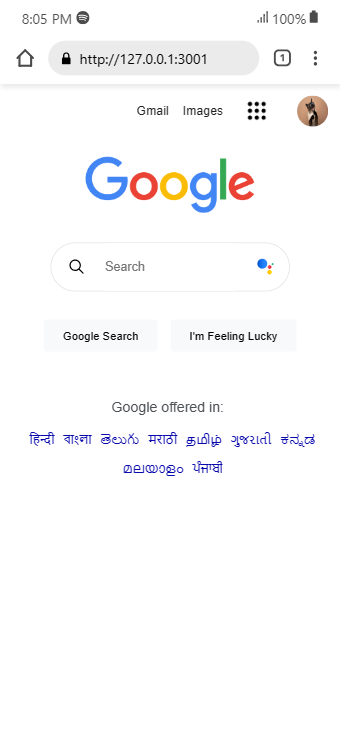 8:05 PM 100%
http://127.0.0.1:3001 1
Gmail Images
Google
Search
Google Search I'm Feeling Lucky
Google offered in:
हिन्दी বাংলা తెలుగు मराठी தமிழ் ગુજરાતી ಕನ್ನಡ
മലയാളം ਪੰਜਾਬੀ